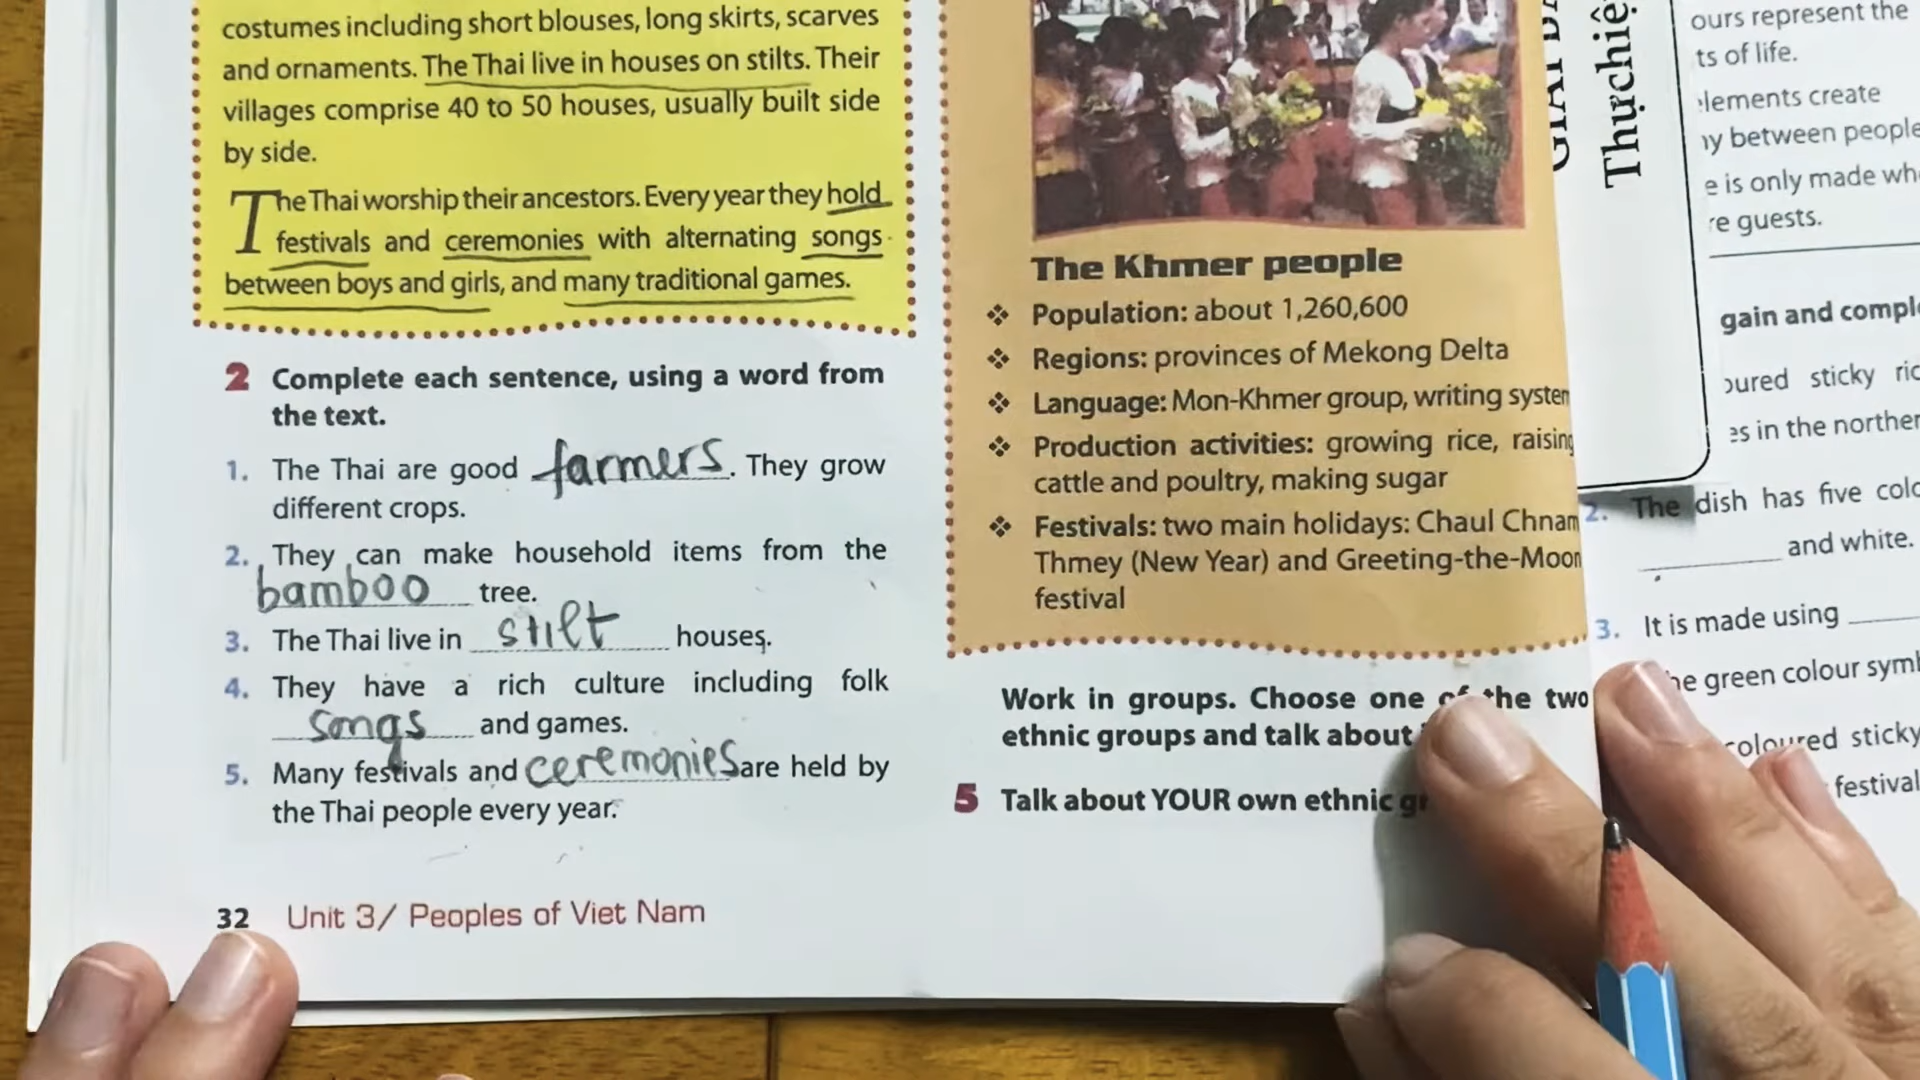 costumes including short blouses, long skirts, scarves
and ornaments. The Thai live in houses on stilts. Their
villages comprise 40 to 50 houses, usually built side
by side.
The Thai worship their ancestors. Every year they hold
festivals and ceremonies with alternating songs
between boys and girls, and many traditional games.
2 Complete each sentence, using a word from
the text.
1. The Thai are good farmers. They grow
different crops.
2. They can make household items from the
bamboo tree.
3. The Thai live in stilt houses.
4. They have a rich culture including folk
songs and games.
5. Many festivals and ceremonies are held by
the Thai people every year.
32 Unit 3/ Peoples of Viet Nam
The Khmer people
❖ Population: about 1,260,600
❖ Regions: provinces of Mekong Delta
❖ Language: Mon-Khmer group, writing system
❖ Production activities: growing rice, raising
cattle and poultry, making sugar
❖ Festivals: two main holidays: Chaul Chnam
Thmey (New Year) and Greeting-the-Moon
festival
Work in groups. Choose one of the two
ethnic groups and talk about
5 Talk about YOUR own ethnic
Thực
ours represent the
ts of life.
elements create
between people
is only made
guests.
gain and
sticky
in the
2. The dish has five
and white.
3. It is made using
green colour
sticky
festival